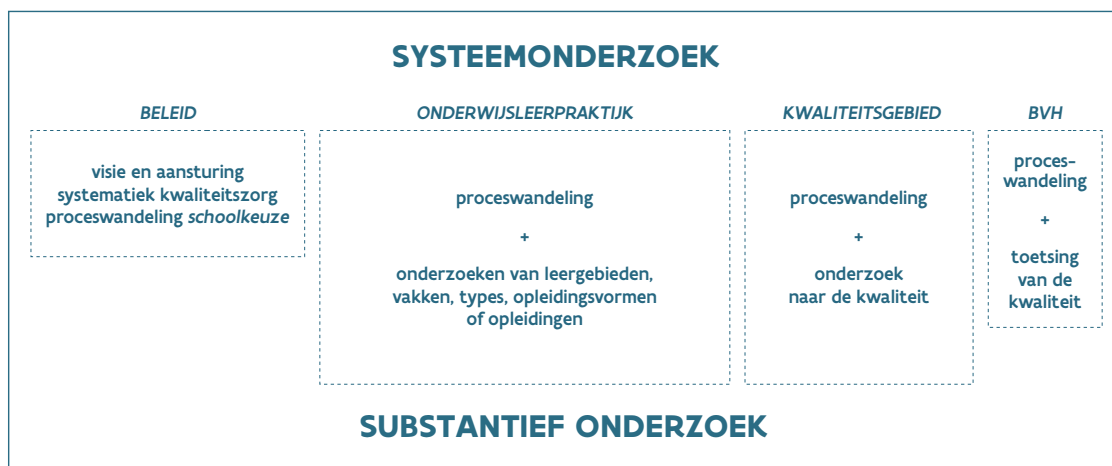 SYSTEEMONDERZOEK
BELEID
visie en aansturing
systematiek kwaliteitszorg
proceswandeling schoolkeuze
ONDERWIJSLEERPRAKTIJK
proceswandeling
+
onderzoeken van leergebieden,
vakken, types, opleidingsvormen
of opleidingen
KWALITEITSGEBIED
proceswandeling
+
onderzoek
naar de kwaliteit
BVH
proces-
wandeling
+
toetsing
van de
kwaliteit
SUBSTANTIEF ONDERZOEK